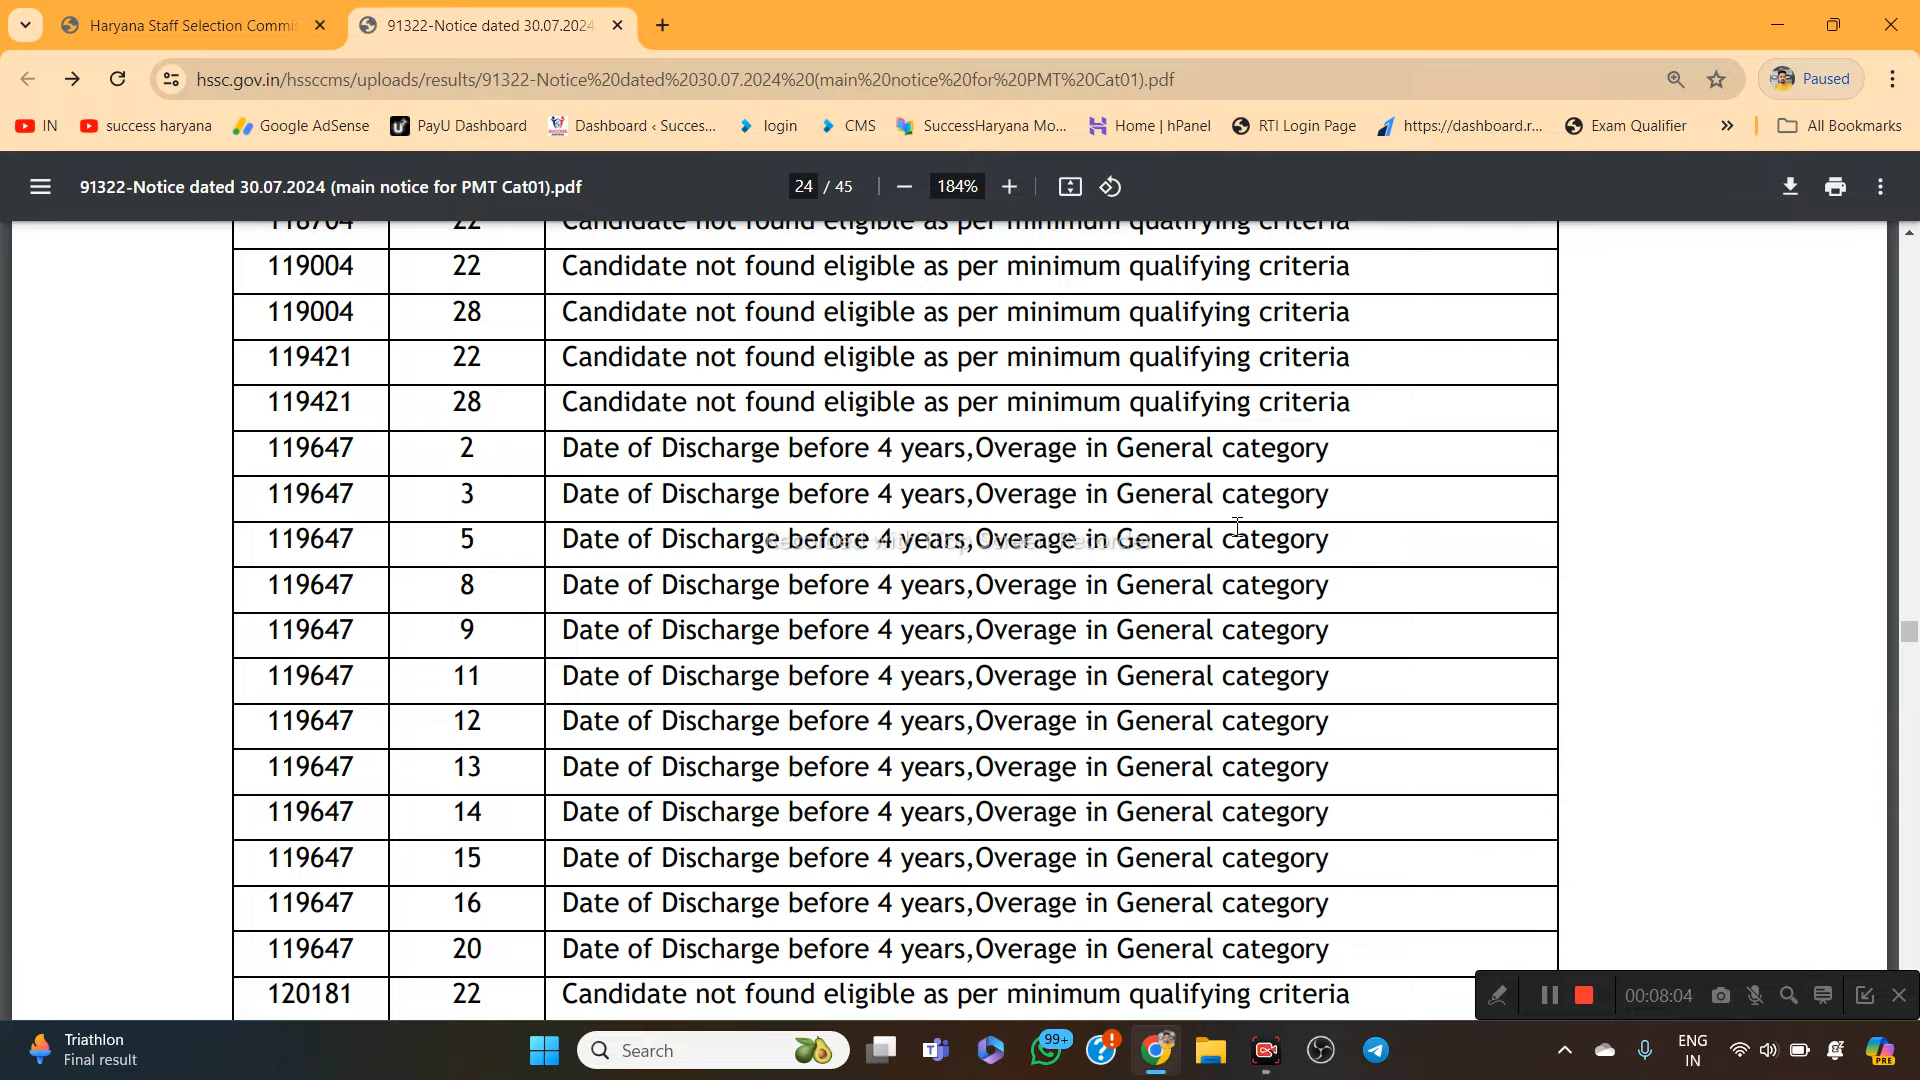 Haryana Staff Selection Commi
91322-Notice dated 30.07.2024
hssc.gov.in/hssccms/uploads/results/91322-Notice%20dated%2030.07.2024%20(main%20notice%20for%20PMT%20Cat01).pdf
Paused
IN
success haryana
Google AdSense
PayU Dashboard
Dashboard ‹ Succes...
login
CMS
SuccessHaryana Mo...
Home | hPanel
RTI Login Page
https://dashboard.r...
Exam Qualifier
All Bookmarks
91322-Notice dated 30.07.2024 (main notice for PMT Cat01).pdf
24 / 45
184%
118704 22 Candidate not found eligible as per minimum qualifying criteria
119004 22 Candidate not found eligible as per minimum qualifying criteria
119004 28 Candidate not found eligible as per minimum qualifying criteria
119421 22 Candidate not found eligible as per minimum qualifying criteria
119421 28 Candidate not found eligible as per minimum qualifying criteria
119647 2 Date of Discharge before 4 years,Overage in General category
119647 3 Date of Discharge before 4 years,Overage in General category
119647 5 Date of Discharge before 4 years,Overage in General category
119647 8 Date of Discharge before 4 years,Overage in General category
119647 9 Date of Discharge before 4 years,Overage in General category
119647 11 Date of Discharge before 4 years,Overage in General category
119647 12 Date of Discharge before 4 years,Overage in General category
119647 13 Date of Discharge before 4 years,Overage in General category
119647 14 Date of Discharge before 4 years,Overage in General category
119647 15 Date of Discharge before 4 years,Overage in General category
119647 16 Date of Discharge before 4 years,Overage in General category
119647 20 Date of Discharge before 4 years,Overage in General category
120181 22 Candidate not found eligible as per minimum qualifying criteria
00:08:04
Triathlon
Final result
Search
99+
ENG
IN
PRE